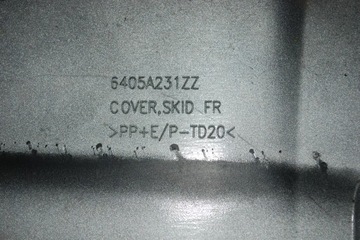 6405A231ZZ
COVER,SKID FR
>PP+E/P-TD20<